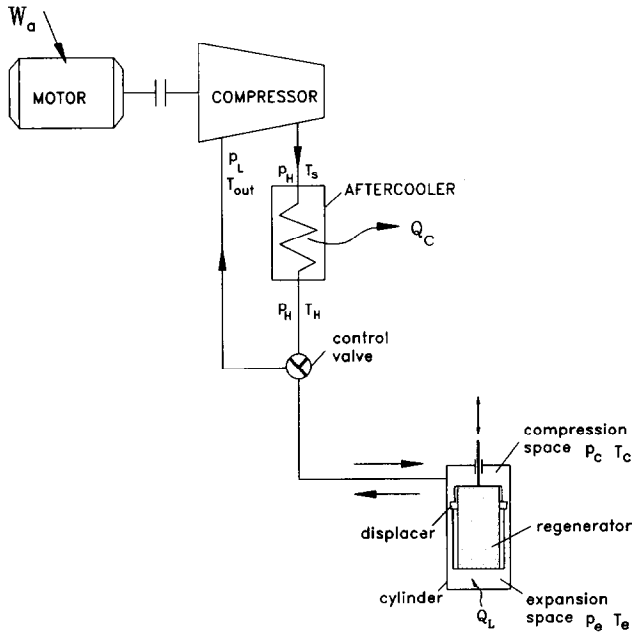 W_a
MOTOR
COMPRESSOR
p_L
T_out
p_H T_s
AFTERCOOLER
Q_C
p_H T_H
control
valve
compression
space p_c T_c
displacer
regenerator
cylinder
Q_L
expansion
space p_e T_e